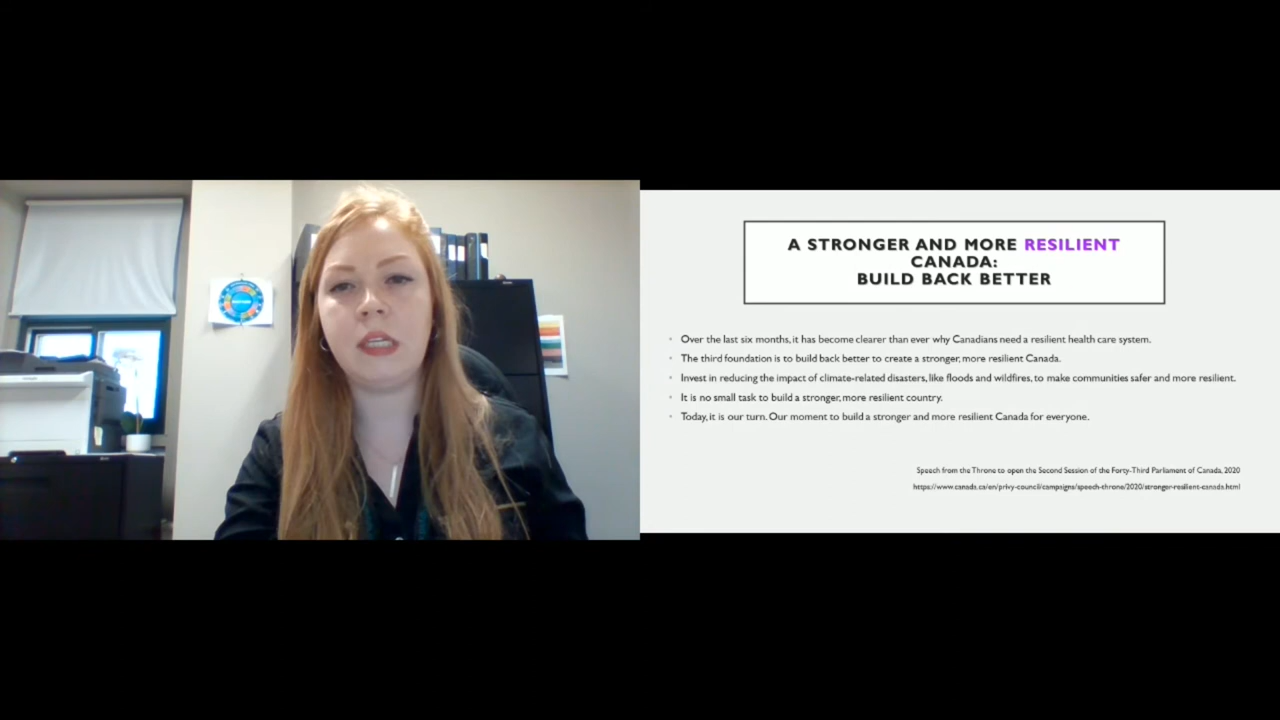 A STRONGER AND MORE RESILIENT
CANADA:
BUILD BACK BETTER
• Over the last six months, it has become clearer than ever why Canadians need a resilient health care system.
• The third foundation is to build back better to create a stronger, more resilient Canada.
• Invest in reducing the impact of climate-related disasters, like floods and wildfires, to make communities safer and more resilient.
• It is no small task to build a stronger, more resilient country.
• Today, it is our turn. Our moment to build a stronger and more resilient Canada for everyone.
Speech from the Throne to open the Second Session of the Forty-Third Parliament of Canada, 2020
https://www.canada.ca/en/privy-council/campaigns/speech-throne/2020/stronger-resilient-canada.html